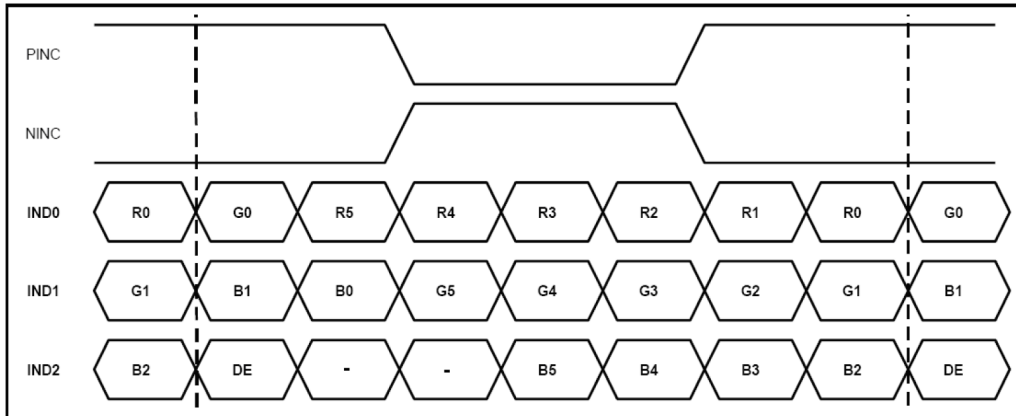 PINC
NINC
IND0 R0 G0 R5 R4 R3 R2 R1 R0 G0
IND1 G1 B1 B0 G5 G4 G3 G2 G1 B1
IND2 B2 DE - - B5 B4 B3 B2 DE